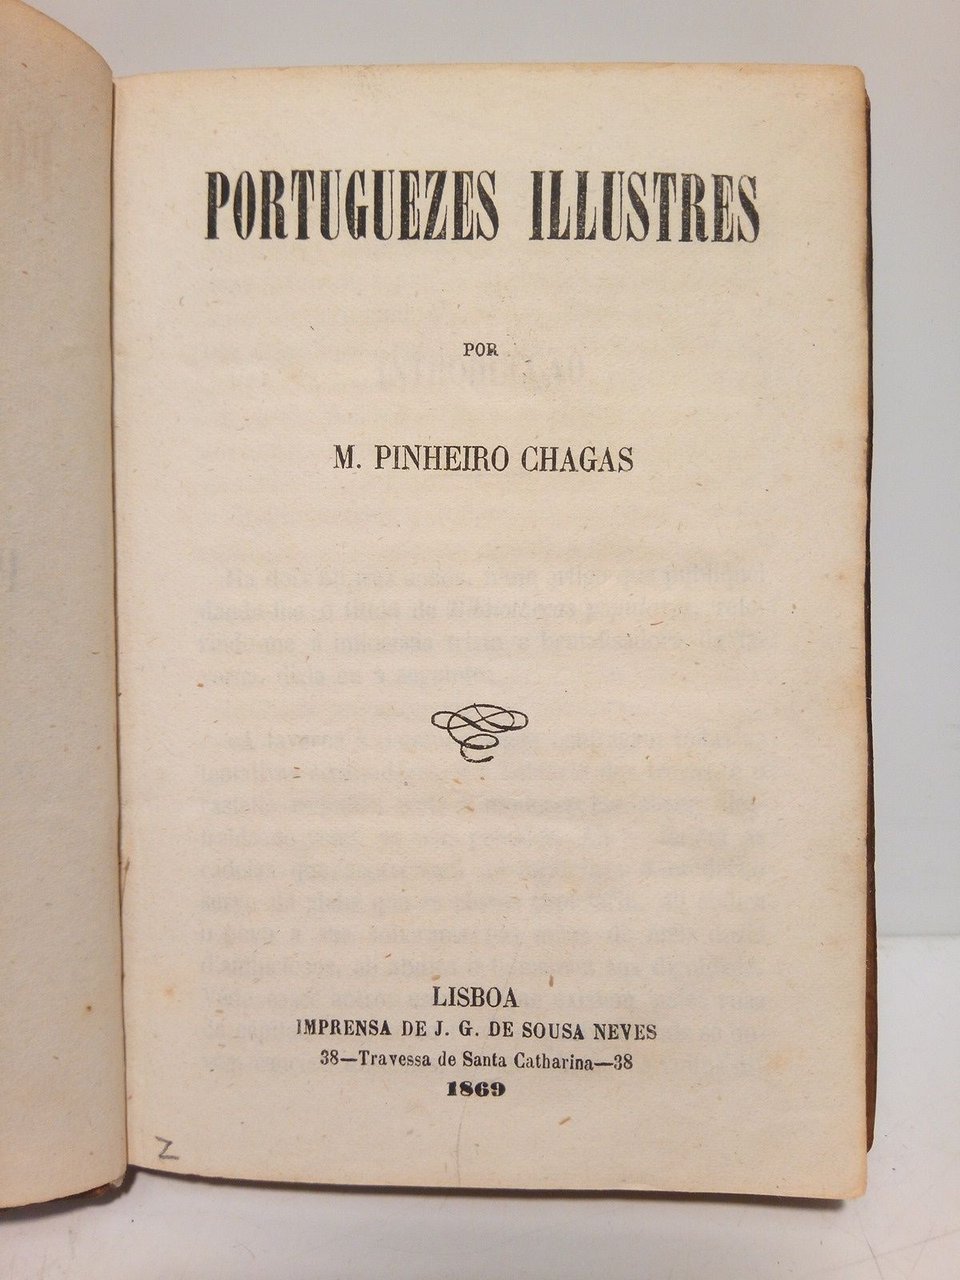 PORTUGUEZES ILLUSTRES
POR
M. PINHEIRO CHAGAS
LISBOA
IMPRENSA DE J. G. DE SOUSA NEVES
38—Travessa de Santa Catharina—38
1869
Z